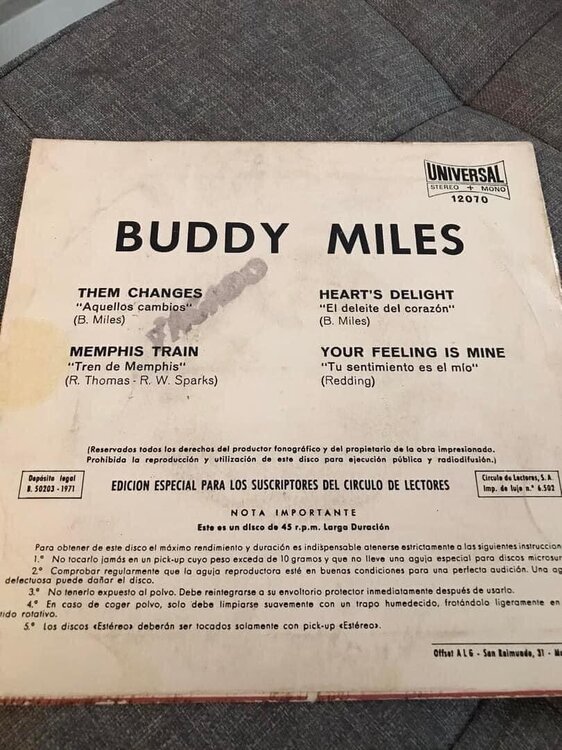 UNIVERSAL
STEREO + MONO
12070
BUDDY MILES
THEM CHANGES
"Aquellos cambios"
(B. Miles)
HEART'S DELIGHT
"El deleite del corazón"
(B. Miles)
MEMPHIS TRAIN
"Tren de Memphis"
(R. Thomas - R. W. Sparks)
YOUR FEELING IS MINE
"Tu sentimiento es el mío"
(Redding)
(Reservados todos los derechos del productor fonográfico y del propietario de la obra impresionada.
Prohibida la reproducción y utilización de este disco para ejecución pública y radiodifusión.)
Depósito legal
B. 50203 - 1971
EDICION ESPECIAL PARA LOS SUSCRIPTORES DEL CIRCULO DE LECTORES
Círculo de Lectores, S. A.
Imp. de lujo n.º 6.502
NOTA IMPORTANTE
Este es un disco de 45 r.p.m. Larga Duración
Para obtener de este disco el máximo rendimiento y duración es indispensable atenerse estrictamente a las siguientes instruccion
1.º No tocarlo jamás en un pick-up cuyo peso exceda de 10 gramos y que no lleve una aguja especial para discos microsur
2.º Comprobar regularmente que la aguja reproductora esté en buenas condiciones para una perfecta audición. Una ag
defectuosa puede dañar el disco.
3.º No tenerlo expuesto al polvo. Debe reintegrarse a su envoltorio protector inmediatamente después de usarlo.
4.º En caso de coger polvo, solo debe limpiarse suavemente con un trapo humedecido, frotándolo ligeramente en
tido rotativo.
5.º Los discos «Estéreo» deberán ser tocados solamente con pick-up «Estéreo».
Offset ALG - San Raimundo, 31 - M